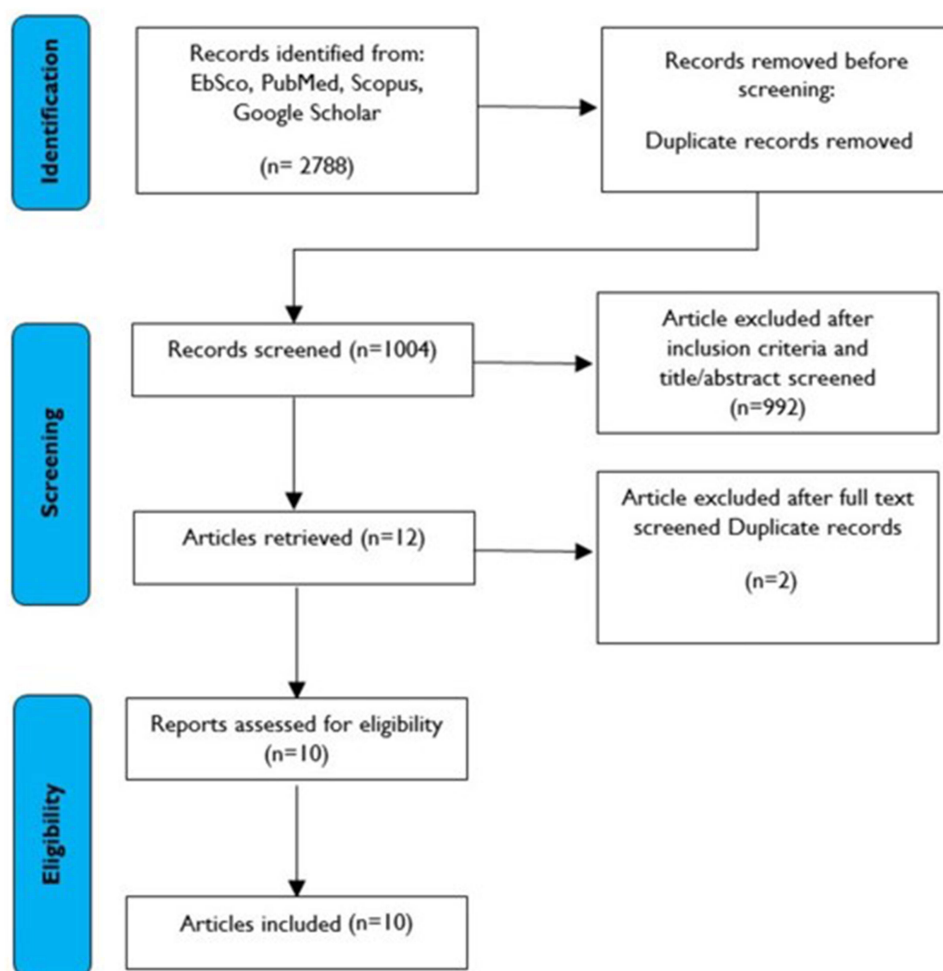 Identification
Records identified from:
EbSco, PubMed, Scopus,
Google Scholar
(n= 2788)
Records removed before
screening:
Duplicate records removed
Screening
Records screened (n=1004)
Article excluded after
inclusion criteria and
title/abstract screened
(n=992)
Articles retrieved (n=12)
Article excluded after full text
screened Duplicate records
(n=2)
Eligibility
Reports assessed for eligibility
(n=10)
Articles included (n=10)